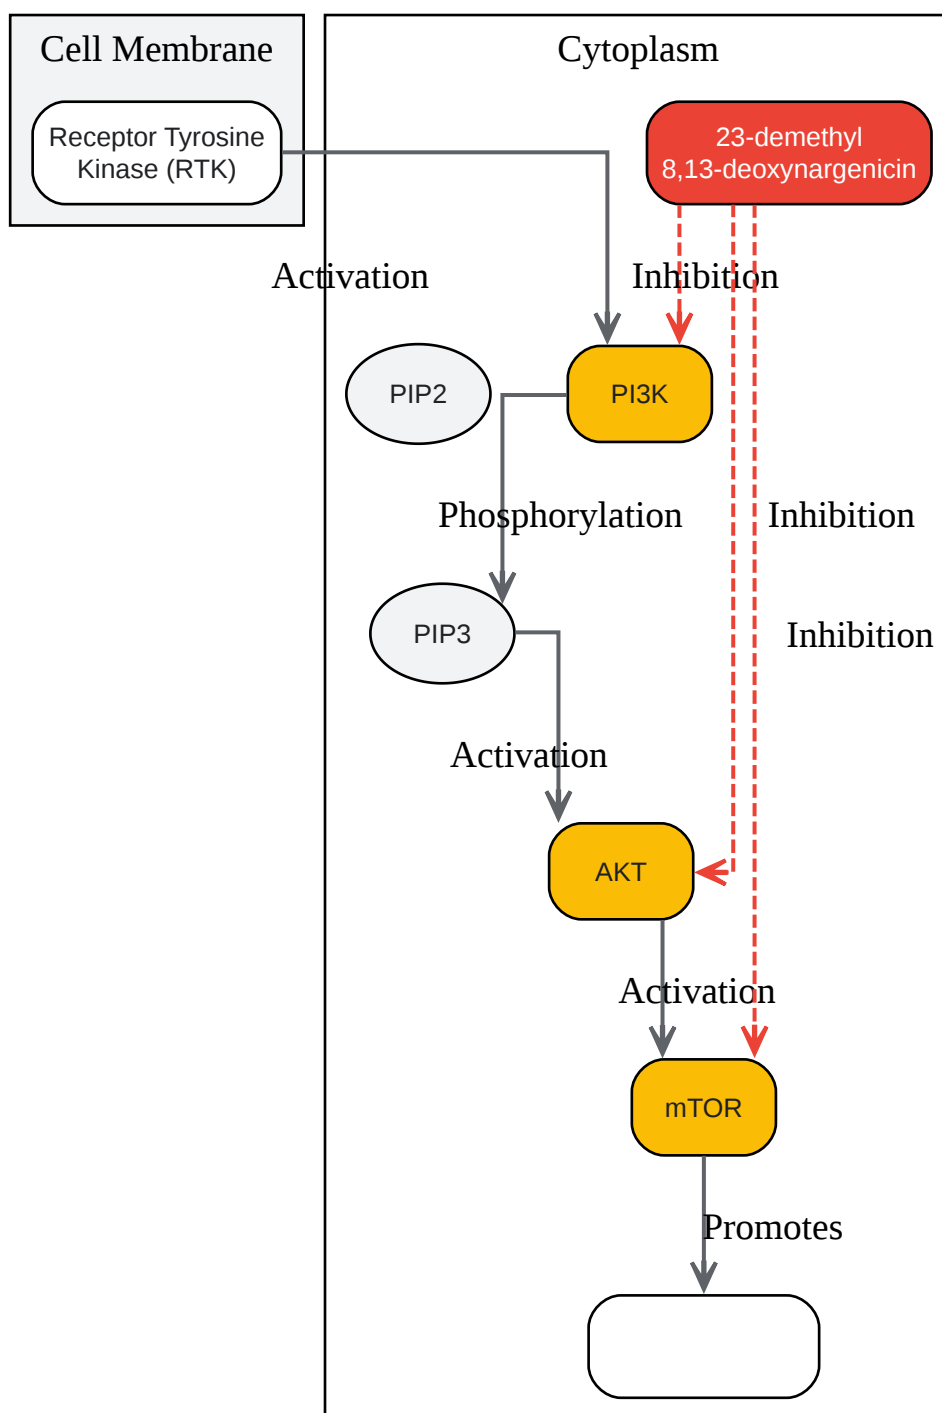 Cell Membrane
Cytoplasm
Receptor Tyrosine
Kinase (RTK)
23-demethyl
8,13-deoxynargenicin
Activation
Inhibition
PIP2
PI3K
Phosphorylation
Inhibition
PIP3
Inhibition
Activation
AKT
Activation
mTOR
Promotes